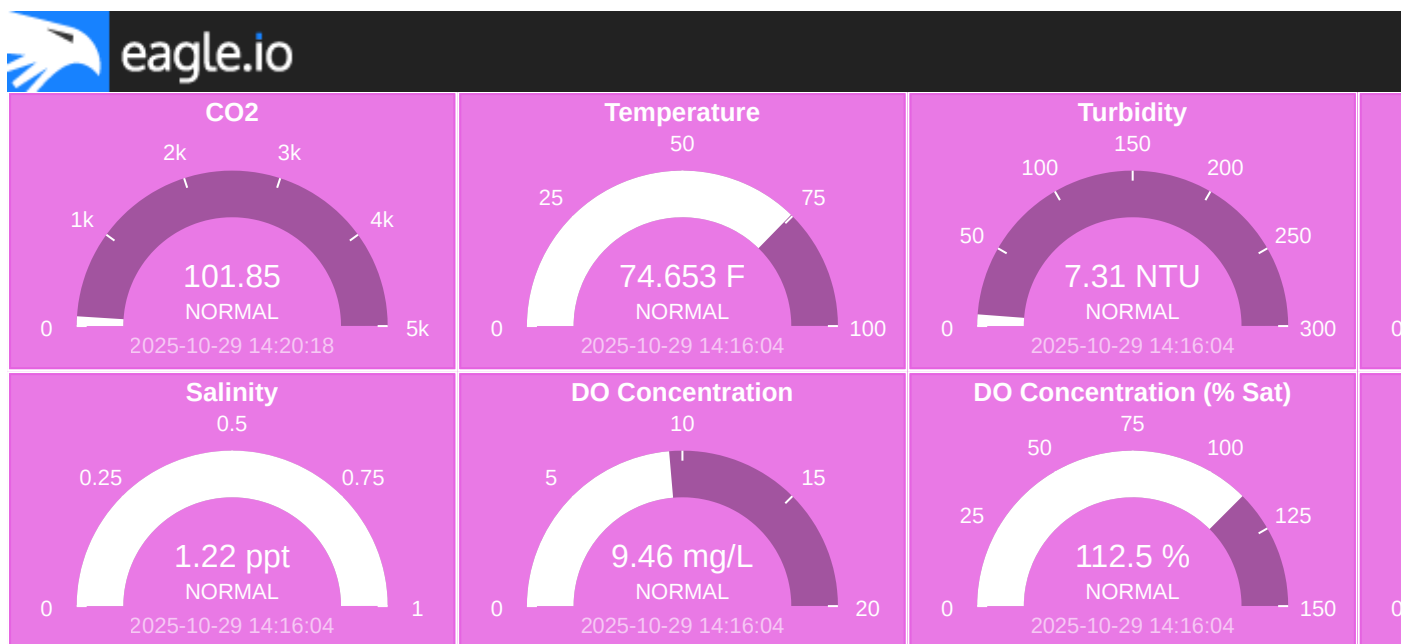 eagle.io
CO2
0
1k
2k
3k
4k
5k
101.85
NORMAL
2025-10-29 14:20:18
Temperature
0
25
50
75
100
74.653 F
NORMAL
2025-10-29 14:16:04
Turbidity
0
50
100
150
200
250
300
7.31 NTU
NORMAL
2025-10-29 14:16:04
0
Salinity
0
0.25
0.5
0.75
1
1.22 ppt
NORMAL
2025-10-29 14:16:04
DO Concentration
0
5
10
15
20
9.46 mg/L
NORMAL
2025-10-29 14:16:04
DO Concentration (% Sat)
0
25
50
75
100
125
150
112.5 %
NORMAL
2025-10-29 14:16:04
0